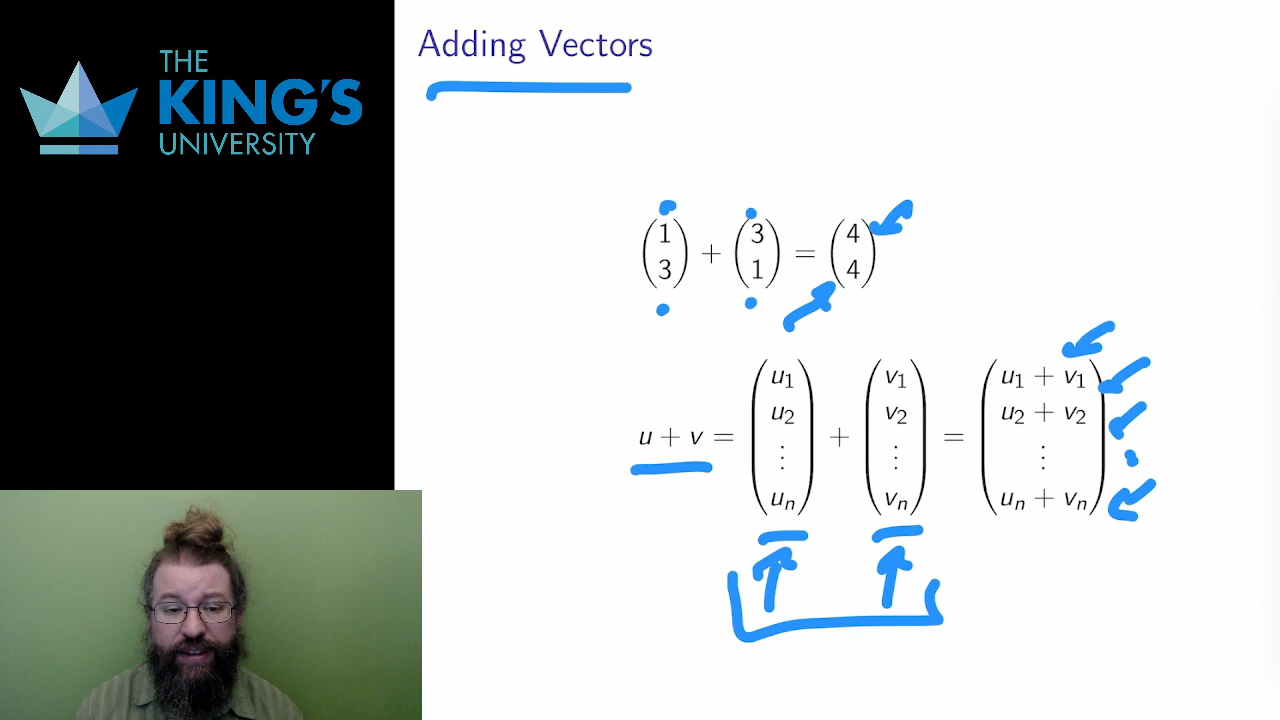 THE
KING'S
UNIVERSITY
Adding Vectors
(1 3) + (3 1) = (4 4)
u + v = (u₁ u₂ ⋮ uₙ) + (v₁ v₂ ⋮ vₙ) = (u₁ + v₁ u₂ + v₂ ⋮ uₙ + vₙ)